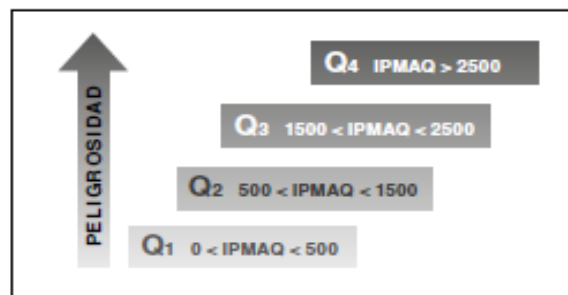 PELIGROSIDAD
Q4 IPMAQ > 2500
Q3 1500 < IPMAQ < 2500
Q2 500 < IPMAQ < 1500
Q1 0 < IPMAQ < 500